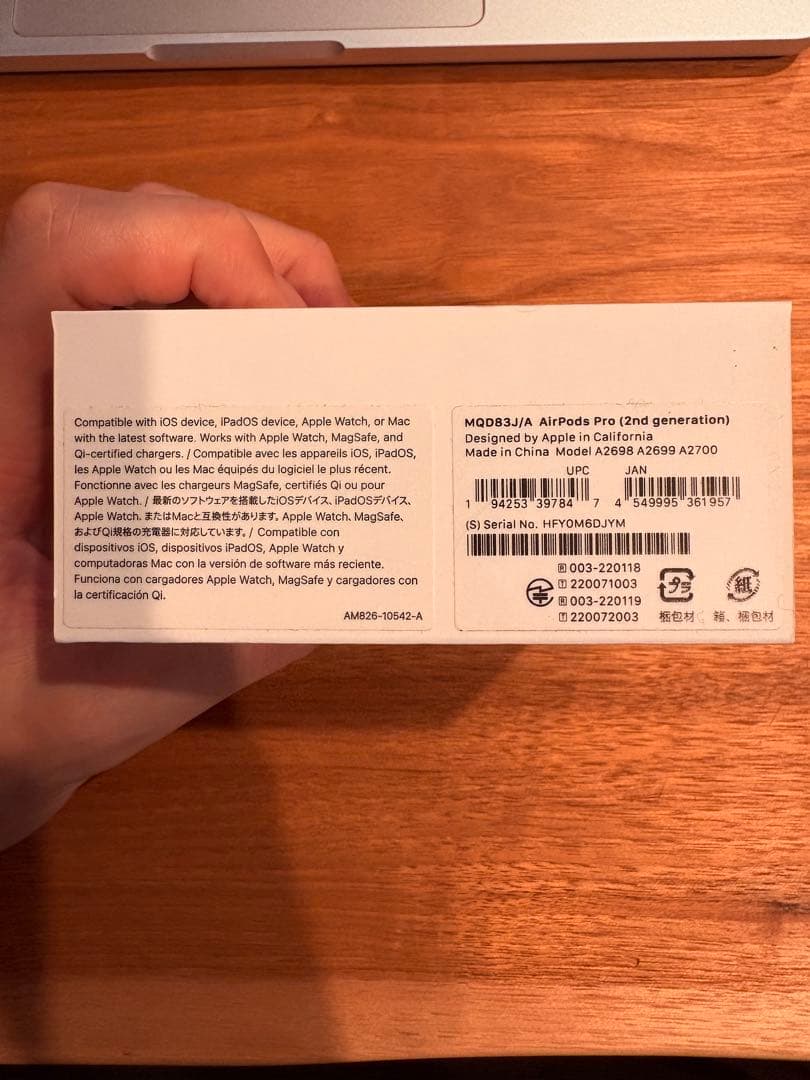 Compatible with iOS device, iPadOS device, Apple Watch, or Mac
with the latest software. Works with Apple Watch, MagSafe, and
Qi-certified chargers. / Compatible avec les appareils iOS, iPadOS,
les Apple Watch ou les Mac équipés du logiciel le plus récent.
Fonctionne avec les chargeurs MagSafe, certifiés Qi ou pour
Apple Watch. / 最新のソフトウェアを搭載したiOSデバイス、iPadOSデバイス、
Apple Watch、またはMacと互換性があります。Apple Watch、MagSafe、
およびQi規格の充電器に対応しています。/ Compatible con
dispositivos iOS, dispositivos iPadOS, Apple Watch y
computadoras Mac con la versión de software más reciente.
Funciona con cargadores Apple Watch, MagSafe y cargadores con
la certificación Qi.
AM826-10542-A
MQD83J/A AirPods Pro (2nd generation)
Designed by Apple in California
Made in China Model A2698 A2699 A2700
UPC JAN
1 94253 39784 7 4 549995 361957
(S) Serial No. HFY0M6DJYM
R 003-220118
T 220071003
R 003-220119
T 220072003
プラ 紙
梱包材 箱、梱包材